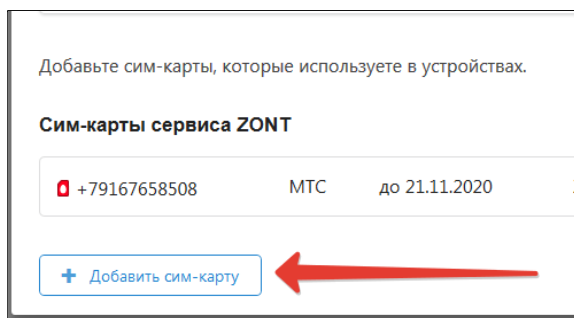 Добавьте сим-карты, которые используете в устройствах.
Сим-карты сервиса ZONT
+79167658508 МТС до 21.11.2020
+ Добавить сим-карту